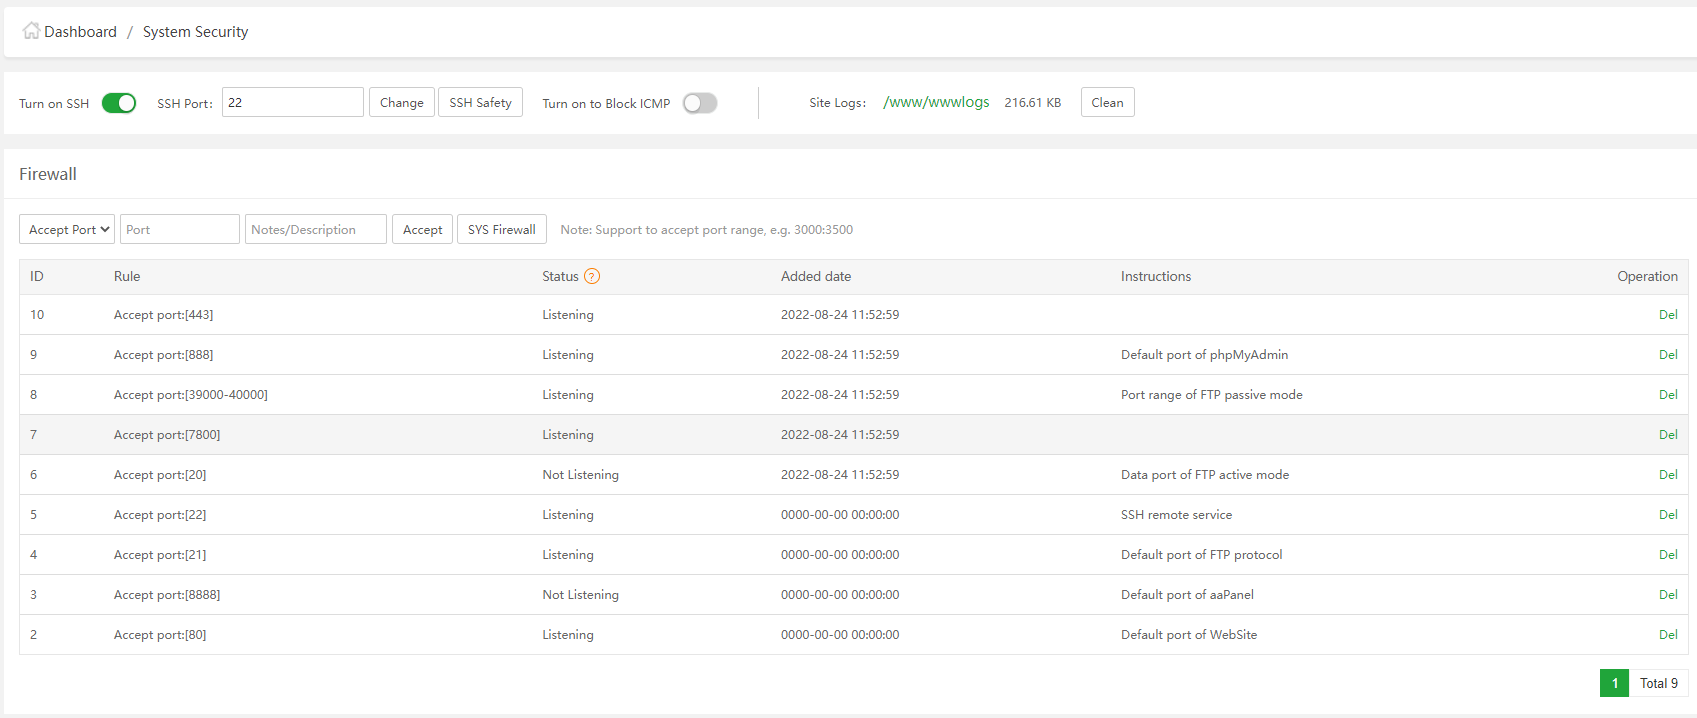 Dashboard / System Security
Turn on SSH SSH Port: 22 Change SSH Safety Turn on to Block ICMP Site Logs: /www/wwwlogs 216.61 KB Clean
Firewall
Accept Port Port Notes/Description Accept SYS Firewall Note: Support to accept port range, e.g. 3000:3500
ID Rule Status ? Added date Instructions Operation
10 Accept port:[443] Listening 2022-08-24 11:52:59 Del
9 Accept port:[888] Listening 2022-08-24 11:52:59 Default port of phpMyAdmin Del
8 Accept port:[39000-40000] Listening 2022-08-24 11:52:59 Port range of FTP passive mode Del
7 Accept port:[7800] Listening 2022-08-24 11:52:59 Del
6 Accept port:[20] Not Listening 2022-08-24 11:52:59 Data port of FTP active mode Del
5 Accept port:[22] Listening 0000-00-00 00:00:00 SSH remote service Del
4 Accept port:[21] Listening 0000-00-00 00:00:00 Default port of FTP protocol Del
3 Accept port:[8888] Not Listening 0000-00-00 00:00:00 Default port of aaPanel Del
2 Accept port:[80] Listening 0000-00-00 00:00:00 Default port of WebSite Del
1 Total 9